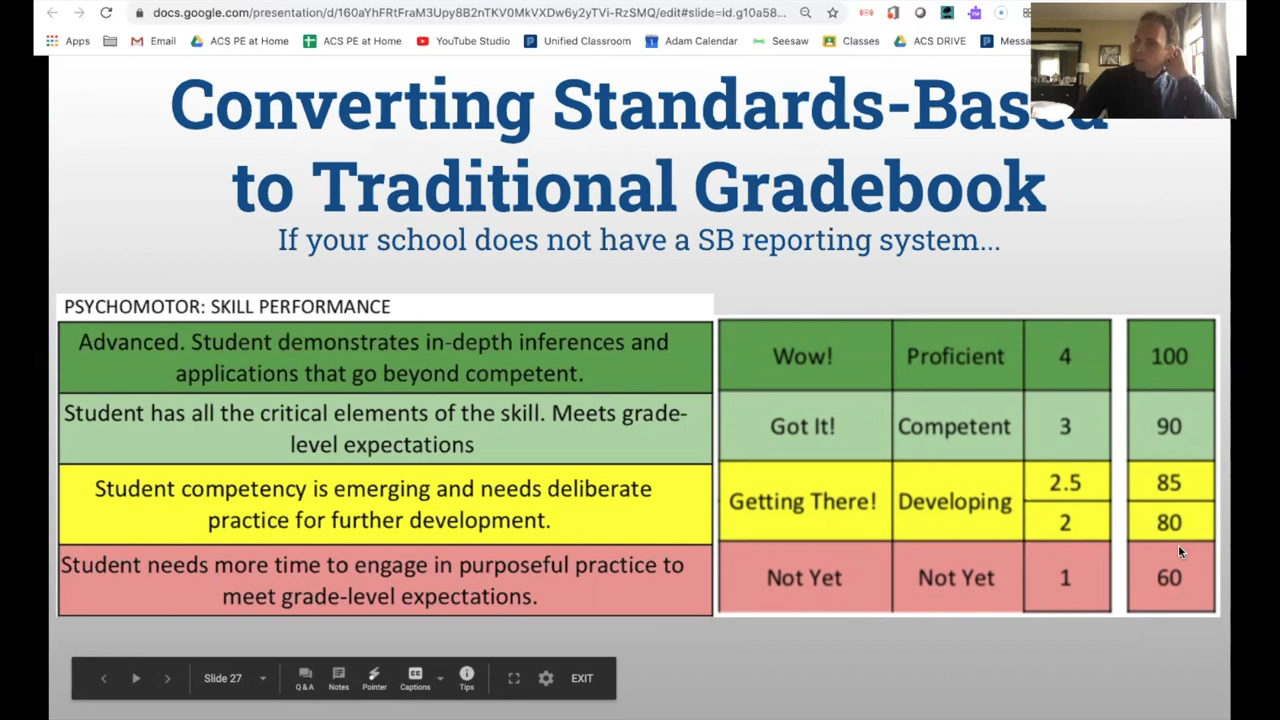 docs.google.com/presentation/d/160aYhFRtFraM3Upy8B2nTKV0MkVXDw6y2yTVi-RzSMQ/edit#slide=id.g10a58...
Apps Email ACS PE at Home ACS PE at Home YouTube Studio Unified Classroom Adam Calendar Seesaw Classes ACS DRIVE Messa
Converting Standards-Based
to Traditional Gradebook
If your school does not have a SB reporting system...
PSYCHOMOTOR: SKILL PERFORMANCE
Advanced. Student demonstrates in-depth inferences and
applications that go beyond competent.
Wow! Proficient 4 100
Student has all the critical elements of the skill. Meets grade-
level expectations
Got It! Competent 3 90
Student competency is emerging and needs deliberate
practice for further development.
Getting There! Developing
2.5 85
2 80
Student needs more time to engage in purposeful practice to
meet grade-level expectations.
Not Yet Not Yet 1 60
Slide 27 Q & A Notes Pointer Captions Tips EXIT